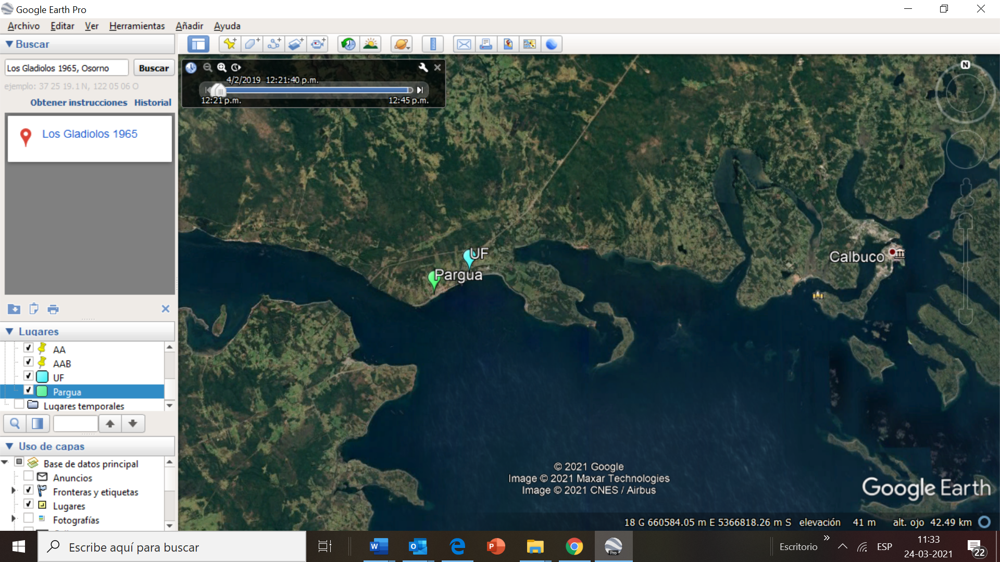 Google Earth Pro
Archivo Editar Ver Herramientas Añadir Ayuda
Buscar
Los Gladiolos 1965, Osorno Buscar
ejemplo: 37 25 19.1 N, 122 05 06 O
Obtener instrucciones Historial
Los Gladiolos 1965
Lugares
AA
AAB
UF
Pargua
Lugares temporales
Uso de capas
Base de datos principal
Anuncios
Fronteras y etiquetas
Lugares
Fotografías
4/2/2019 12:21:40 p.m.
12:21 p.m. 12:45 p.m.
N
UF
Pargua
Calbuco
© 2021 Google
Image © 2021 Maxar Technologies
Image © 2021 CNES / Airbus
Google Earth
18 G 660584.05 m E 5366818.26 m S elevación 41 m alt. ojo 42.49 km
Escribe aquí para buscar
W
O
P
Pro
Escritorio
»
ESP
11:33
24-03-2021
22